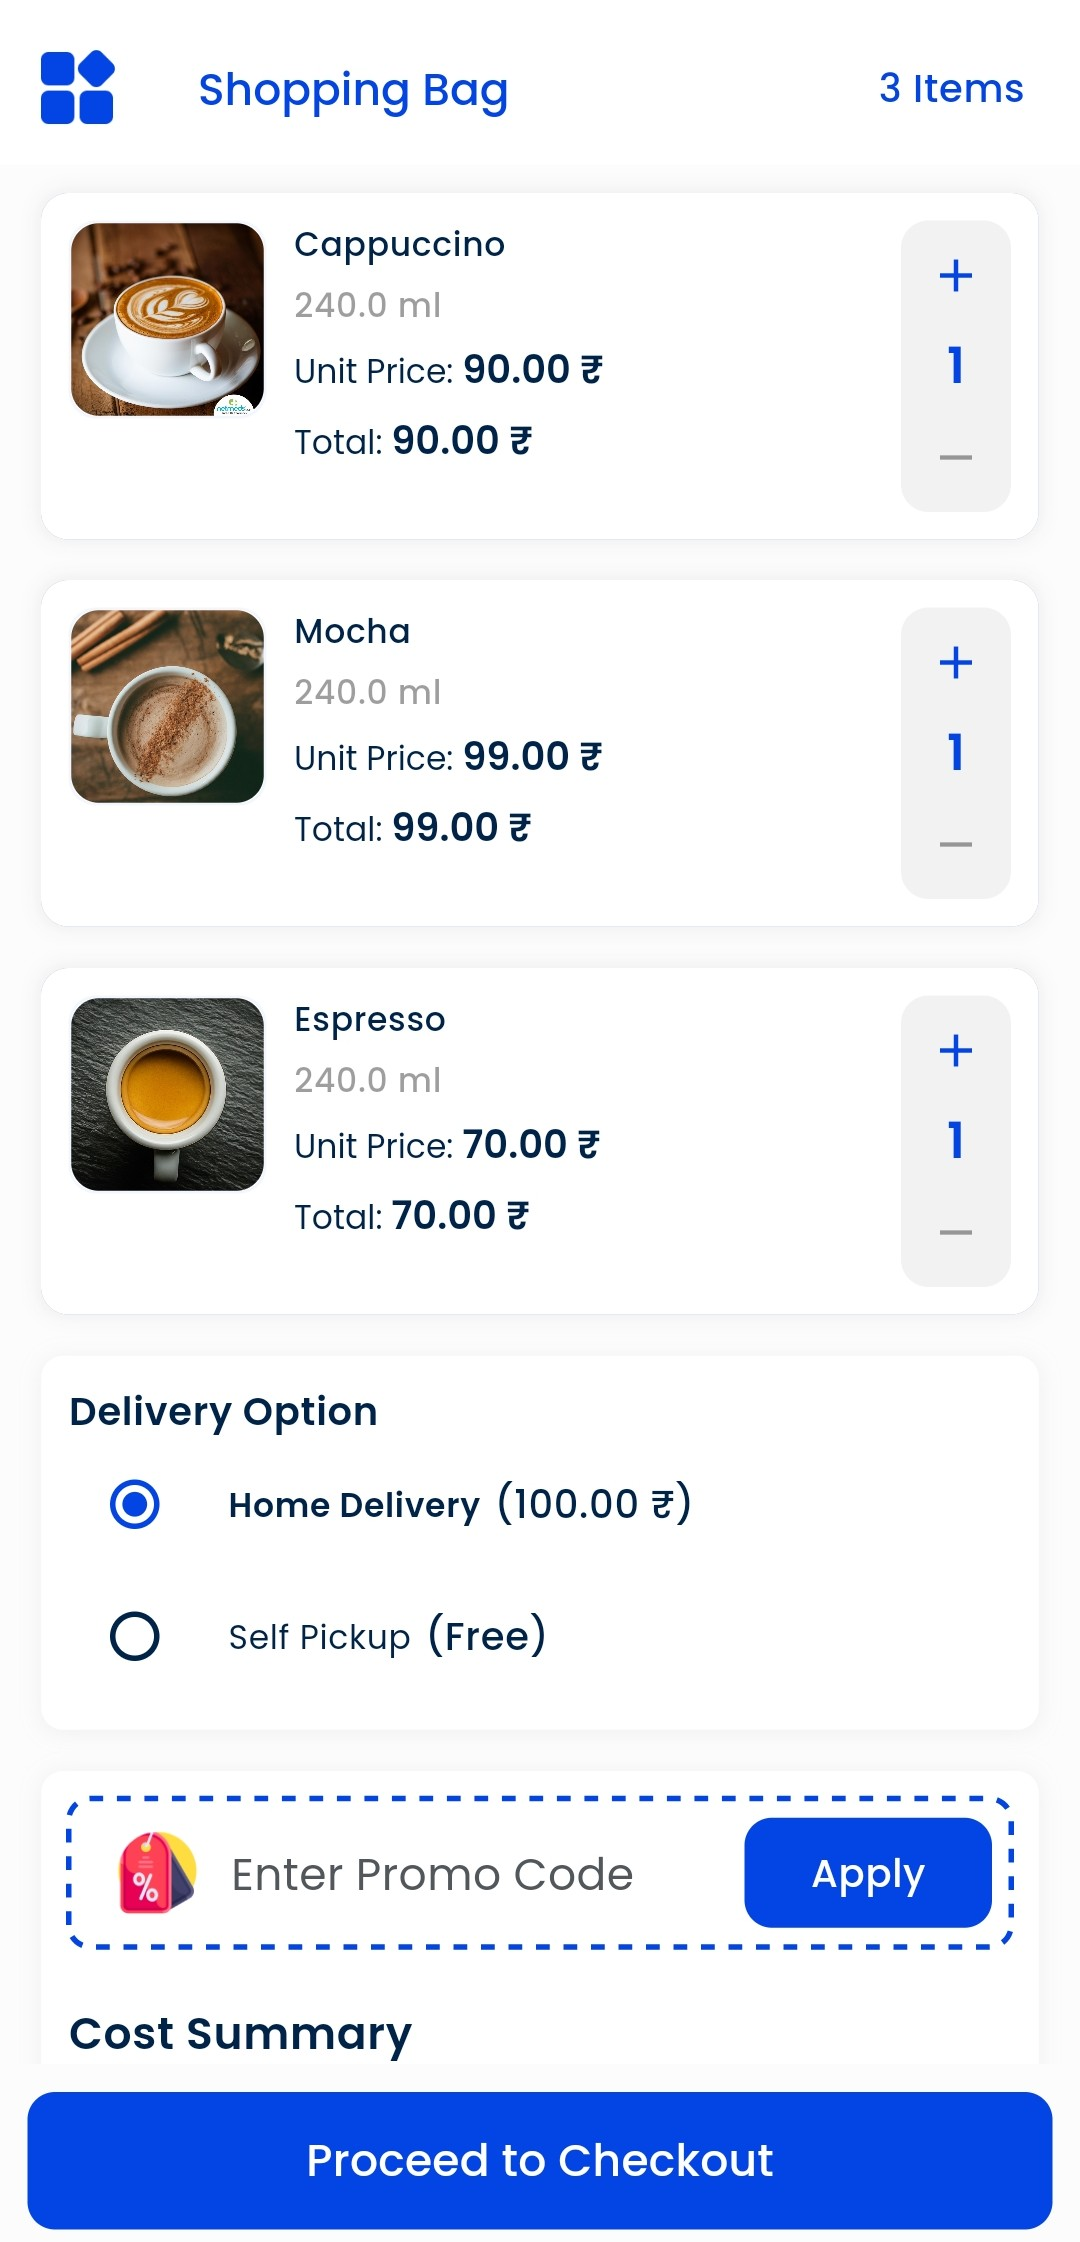 Shopping Bag
3 Items
Cappuccino
240.0 ml
Unit Price: 90.00 ₹
Total: 90.00 ₹
+
1
–
netmeds
Mocha
240.0 ml
Unit Price: 99.00 ₹
Total: 99.00 ₹
+
1
–
Espresso
240.0 ml
Unit Price: 70.00 ₹
Total: 70.00 ₹
+
1
–
Delivery Option
Home Delivery (100.00 ₹)
Self Pickup (Free)
%
Enter Promo Code
Apply
Cost Summary
Proceed to Checkout